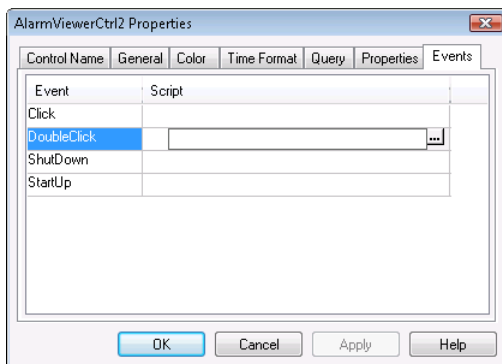 AlarmViewerCtrl2 Properties
Control Name General Color Time Format Query Properties Events
Event Script
Click
DoubleClick ...
ShutDown
StartUp
OK Cancel Apply Help